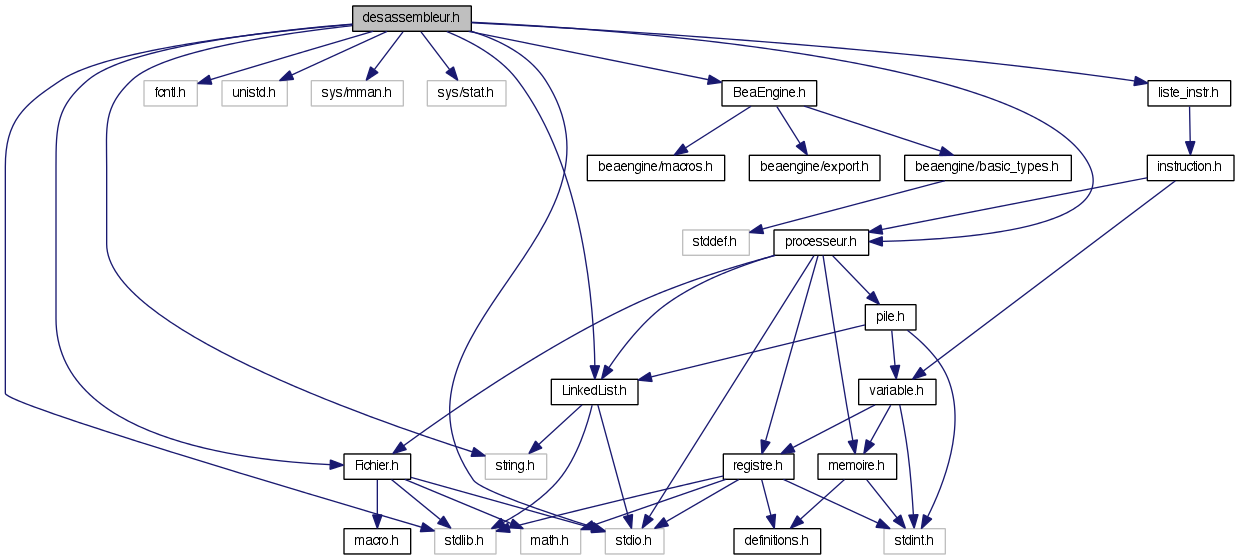 desassembleur.h
fcntl.h
unistd.h
sys/mman.h
sys/stat.h
BeaEngine.h
liste_instr.h
beaengine/macros.h
beaengine/export.h
beaengine/basic_types.h
instruction.h
stddef.h
processeur.h
pile.h
LinkedList.h
variable.h
Fichier.h
string.h
registre.h
memoire.h
macro.h
stdlib.h
math.h
stdio.h
definitions.h
stdint.h